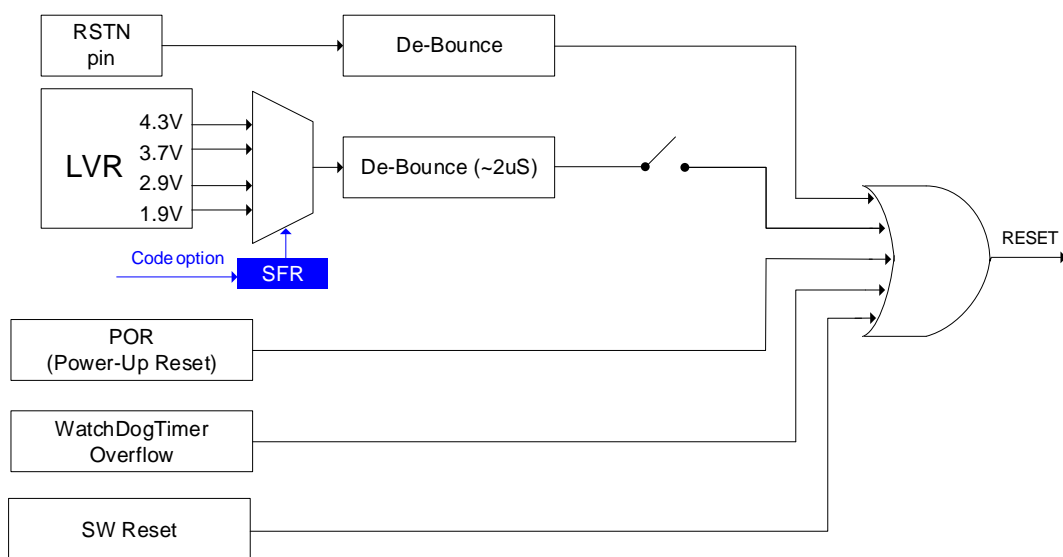 RSTN
pin
De-Bounce
LVR
4.3V
3.7V
2.9V
1.9V
De-Bounce (~2uS)
Code option
SFR
RESET
POR
(Power-Up Reset)
WatchDogTimer
Overflow
SW Reset